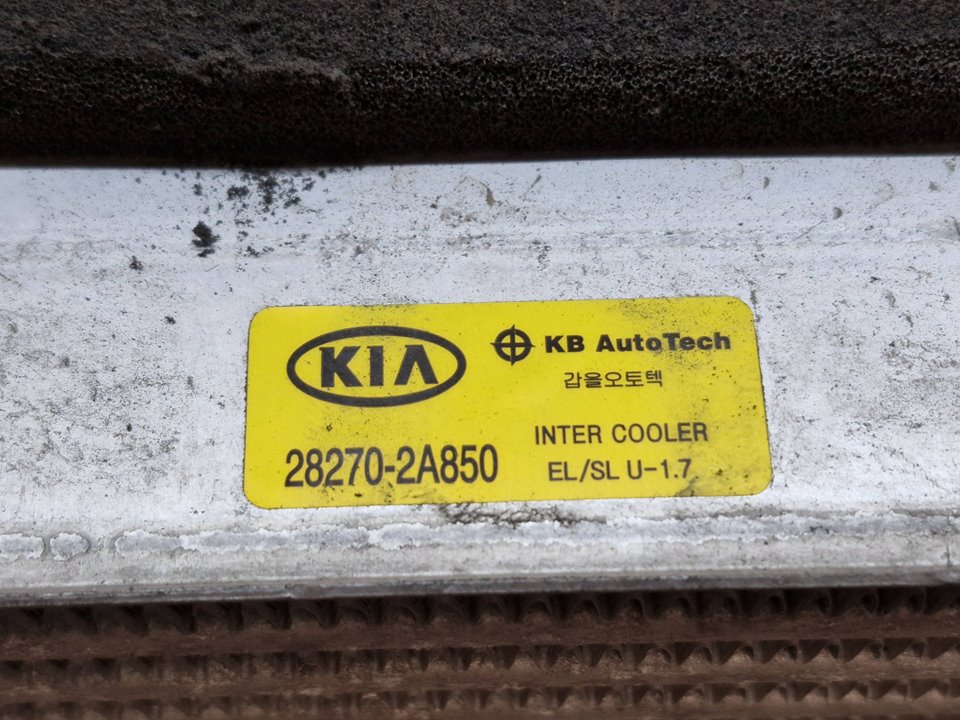 KIA
KB AutoTech
갑을오토텍
28270-2A850
INTER COOLER
EL/SL U-1.7